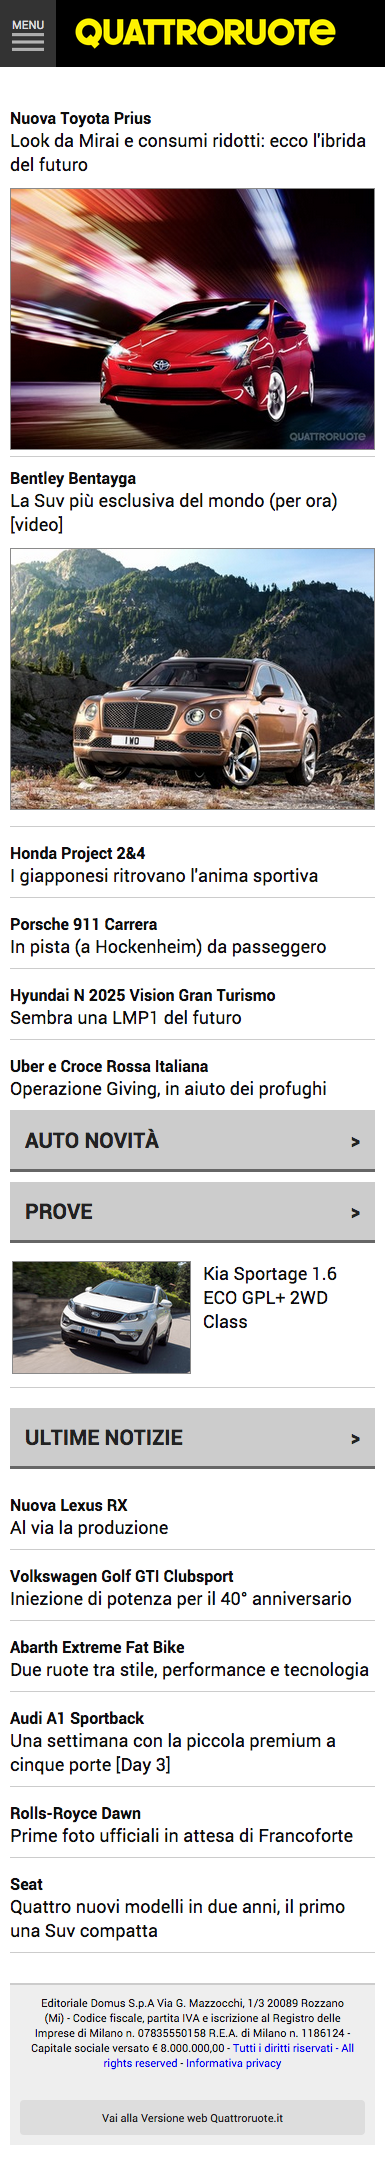 MENU
QUATTRORUOTE
Nuova Toyota Prius
Look da Mirai e consumi ridotti: ecco l'ibrida
del futuro
QUATTRORUOTE
Bentley Bentayga
La Suv più esclusiva del mondo (per ora)
[video]
1 WO
Honda Project 2&4
I giapponesi ritrovano l'anima sportiva
Porsche 911 Carrera
In pista (a Hockenheim) da passeggero
Hyundai N 2025 Vision Gran Turismo
Sembra una LMP1 del futuro
Uber e Croce Rossa Italiana
Operazione Giving, in aiuto dei profughi
AUTO NOVITÀ >
PROVE >
Kia Sportage 1.6
ECO GPL+ 2WD
Class
ULTIME NOTIZIE >
Nuova Lexus RX
Al via la produzione
Volkswagen Golf GTI Clubsport
Iniezione di potenza per il 40° anniversario
Abarth Extreme Fat Bike
Due ruote tra stile, performance e tecnologia
Audi A1 Sportback
Una settimana con la piccola premium a
cinque porte [Day 3]
Rolls-Royce Dawn
Prime foto ufficiali in attesa di Francoforte
Seat
Quattro nuovi modelli in due anni, il primo
una Suv compatta
Editoriale Domus S.p.A Via G. Mazzocchi, 1/3 20089 Rozzano
(Mi) - Codice fiscale, partita IVA e iscrizione al Registro delle
Imprese di Milano n. 07835550158 R.E.A. di Milano n. 1186124 -
Capitale sociale versato € 8.000.000,00 - Tutti i diritti riservati - All
rights reserved - Informativa privacy
Vai alla Versione web Quattroruote.it